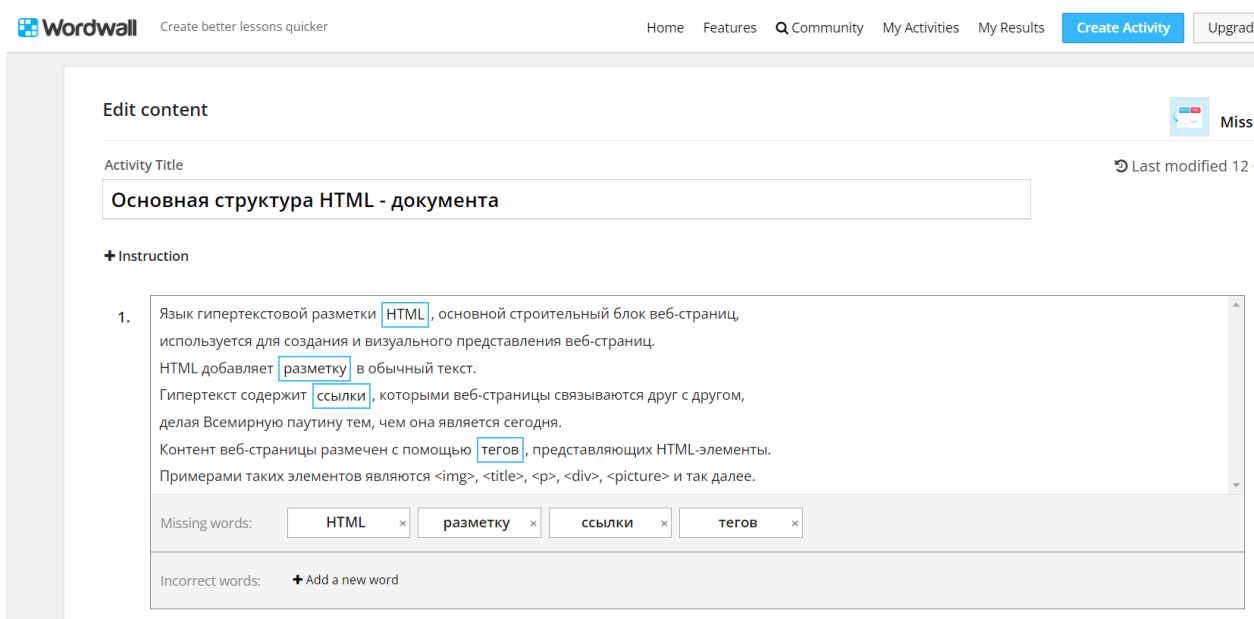 Wordwall Create better lessons quicker Home Features Community My Activities My Results Create Activity
Edit content
Activity Title
Last modified 12
Основная структура HTML - документа
+ Instruction
1.
Язык гипертекстовой разметки HTML , основной строительный блок веб-страниц,
используется для создания и визуального представления веб-страниц.
HTML добавляет разметку в обычный текст.
Гипертекст содержит ссылки , которыми веб-страницы связываются друг с другом,
делая Всемирную паутину тем, чем она является сегодня.
Контент веб-страницы размечен с помощью тегов , представляющих HTML-элементы.
Примерами таких элементов являются <img>, <title>, <p>, <div>, <picture> и так далее.
Missing words: HTML × разметку × ссылки × тегов ×
Incorrect words: + Add a new word